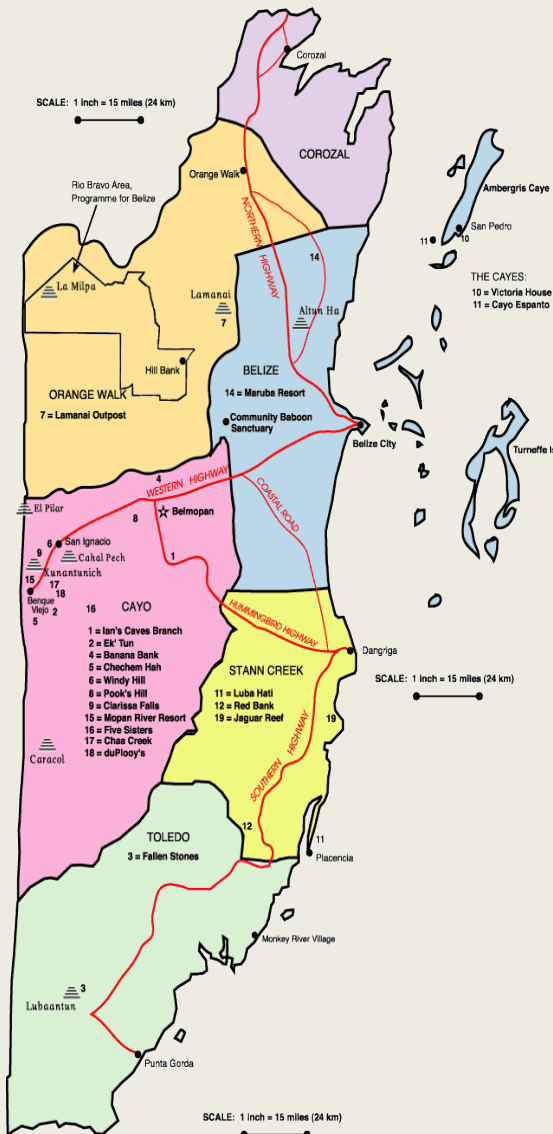 Corozal
SCALE: 1 inch = 15 miles (24 km)
COROZAL
Orange Walk
Rio Bravo Area,
Programme for Belize
Ambergris Caye
NORTHERN HIGHWAY
San Pedro
10
11
14
THE CAYES:
10 = Victoria House
11 = Cayo Espanto
La Milpa
Lamanai
7
Altun Ha
Hill Bank
BELIZE
14 = Maruba Resort
ORANGE WALK
7 = Lamanai Outpost
Community Baboon
Sanctuary
Belize City
Turneffe Is
4
WESTERN HIGHWAY
COASTAL ROAD
El Pilar
8
Belmopan
6
San Ignacio
Cahal Pech
9
Xunantunich
1
15
17
18
Benque
Viejo
2
5
16
CAYO
HUMMINGBIRD HIGHWAY
1 = Ian's Caves Branch
2 = Ek' Tun
4 = Banana Bank
5 = Chechem Hah
6 = Windy Hill
8 = Pook's Hill
9 = Clarissa Falls
15 = Mopan River Resort
16 = Five Sisters
17 = Chaa Creek
18 = duPlooy's
Dangriga
STANN CREEK
SCALE: 1 inch = 15 miles (24 km)
11 = Luba Hati
12 = Red Bank
19 = Jaguar Reef
19
SOUTHERN HIGHWAY
Caracol
12
11
Placencia
TOLEDO
3 = Fallen Stones
Monkey River Village
3
Lubaantun
Punta Gorda
SCALE: 1 inch = 15 miles (24 km)